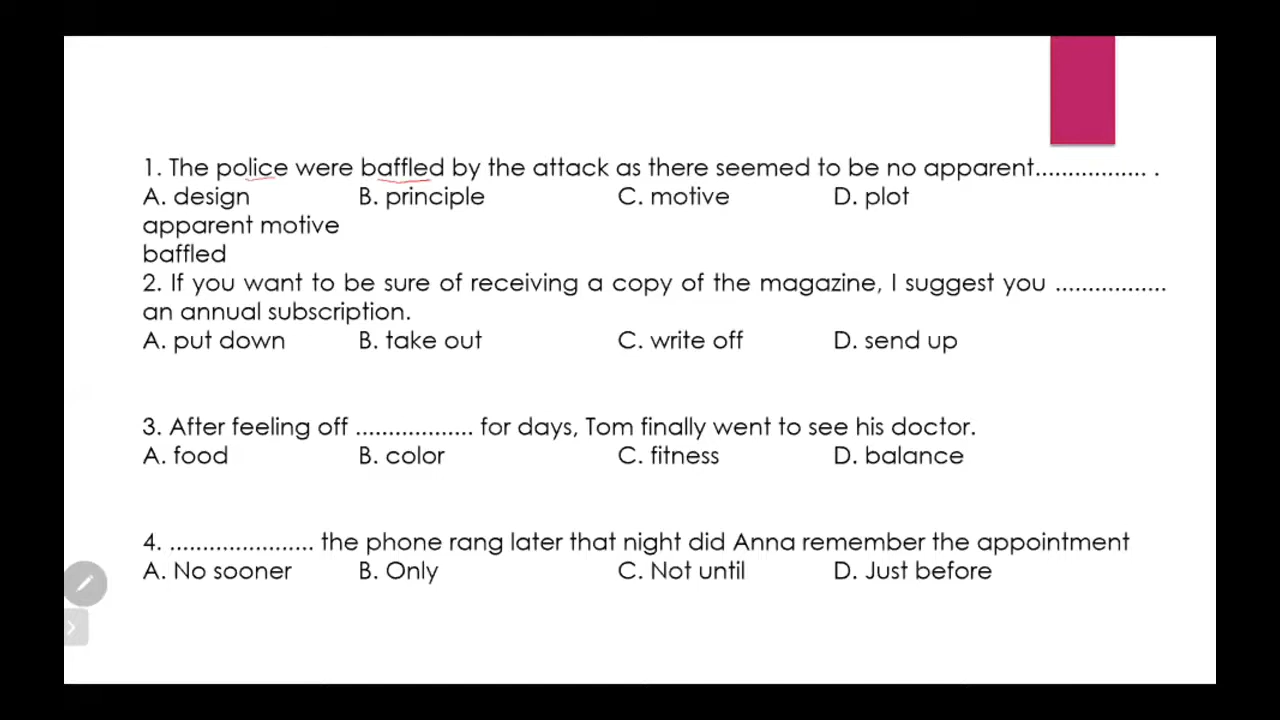 1. The police were baffled by the attack as there seemed to be no apparent................. .
A. design B. principle C. motive D. plot
apparent motive
baffled
2. If you want to be sure of receiving a copy of the magazine, I suggest you .................
an annual subscription.
A. put down B. take out C. write off D. send up
3. After feeling off .................. for days, Tom finally went to see his doctor.
A. food B. color C. fitness D. balance
4. ...................... the phone rang later that night did Anna remember the appointment
A. No sooner B. Only C. Not until D. Just before